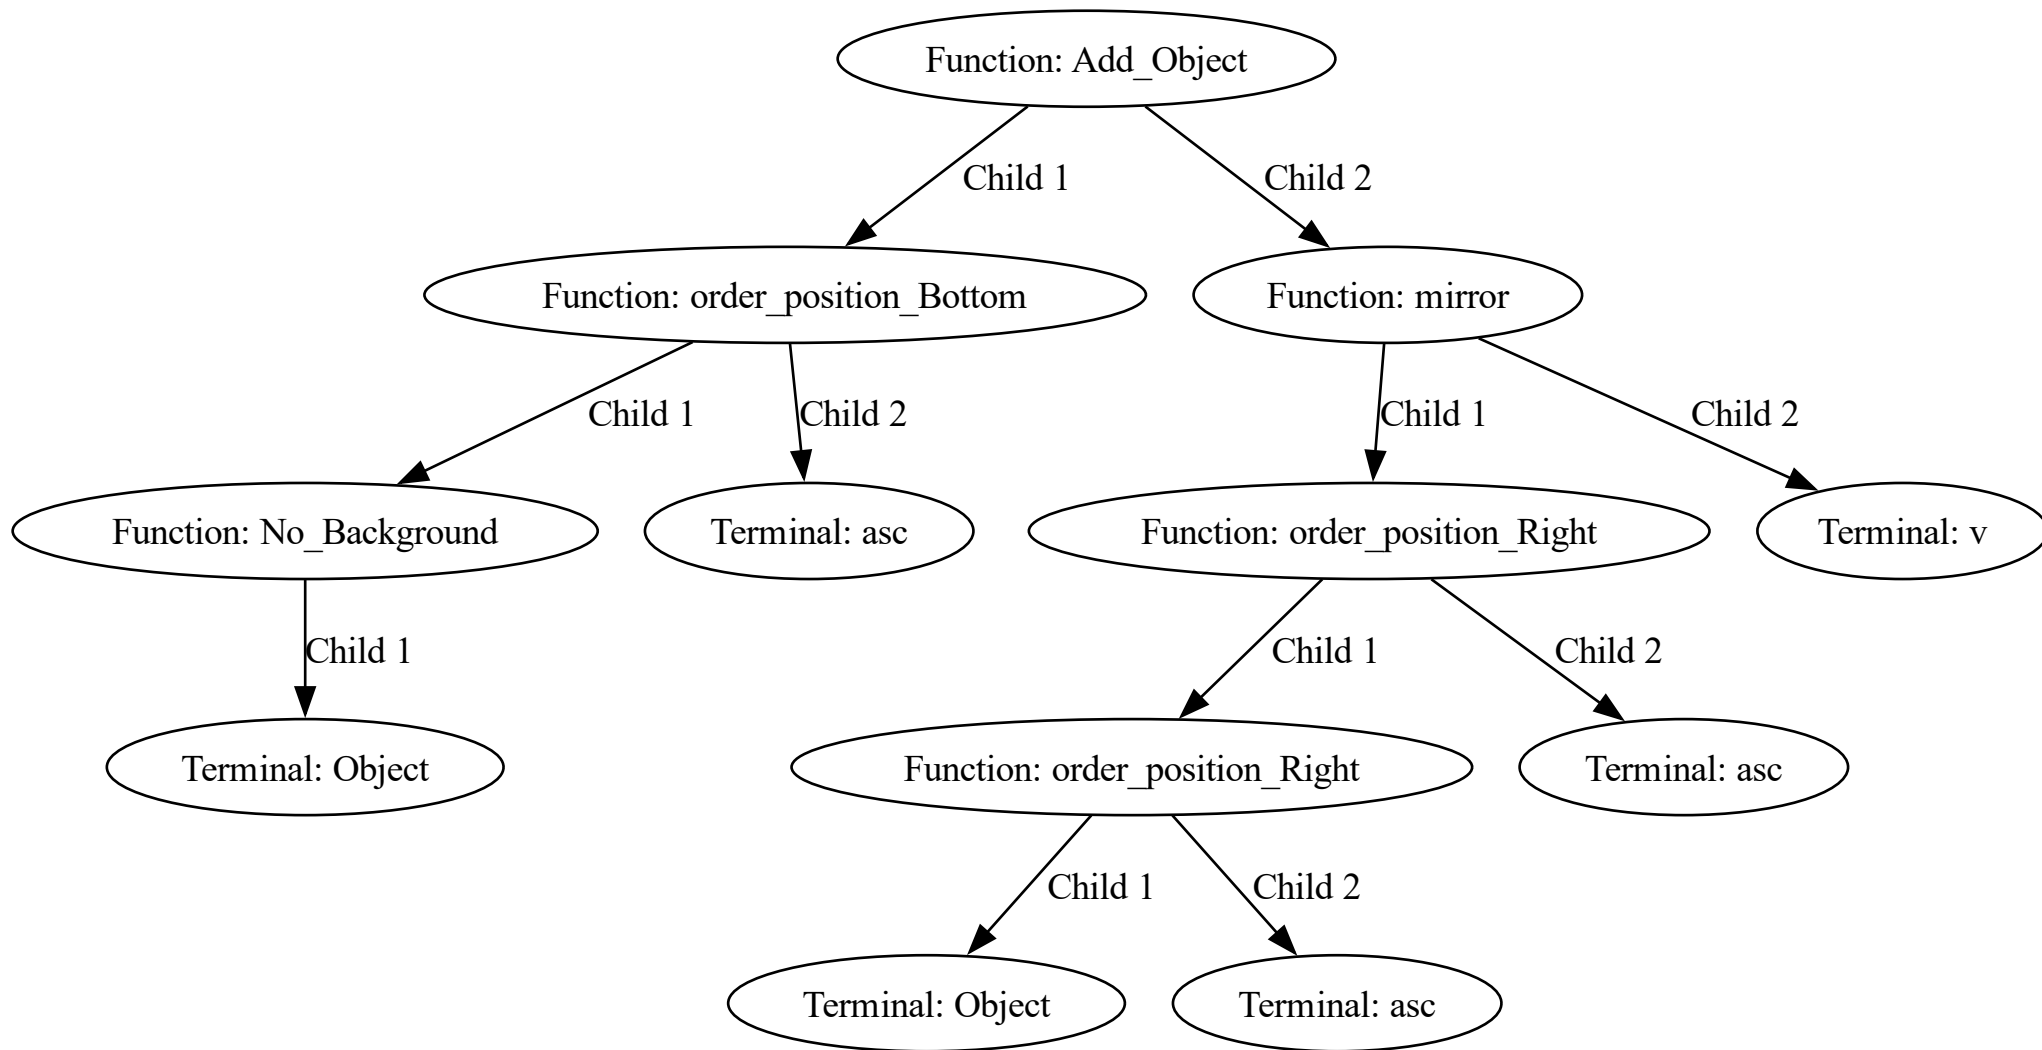 Function: Add_Object
Child 1
Child 2
Function: order_position_Bottom
Function: mirror
Child 1
Child 2
Child 1
Child 2
Function: No_Background
Terminal: asc
Function: order_position_Right
Terminal: v
Child 1
Child 1
Child 2
Terminal: Object
Function: order_position_Right
Terminal: asc
Child 1
Child 2
Terminal: Object
Terminal: asc